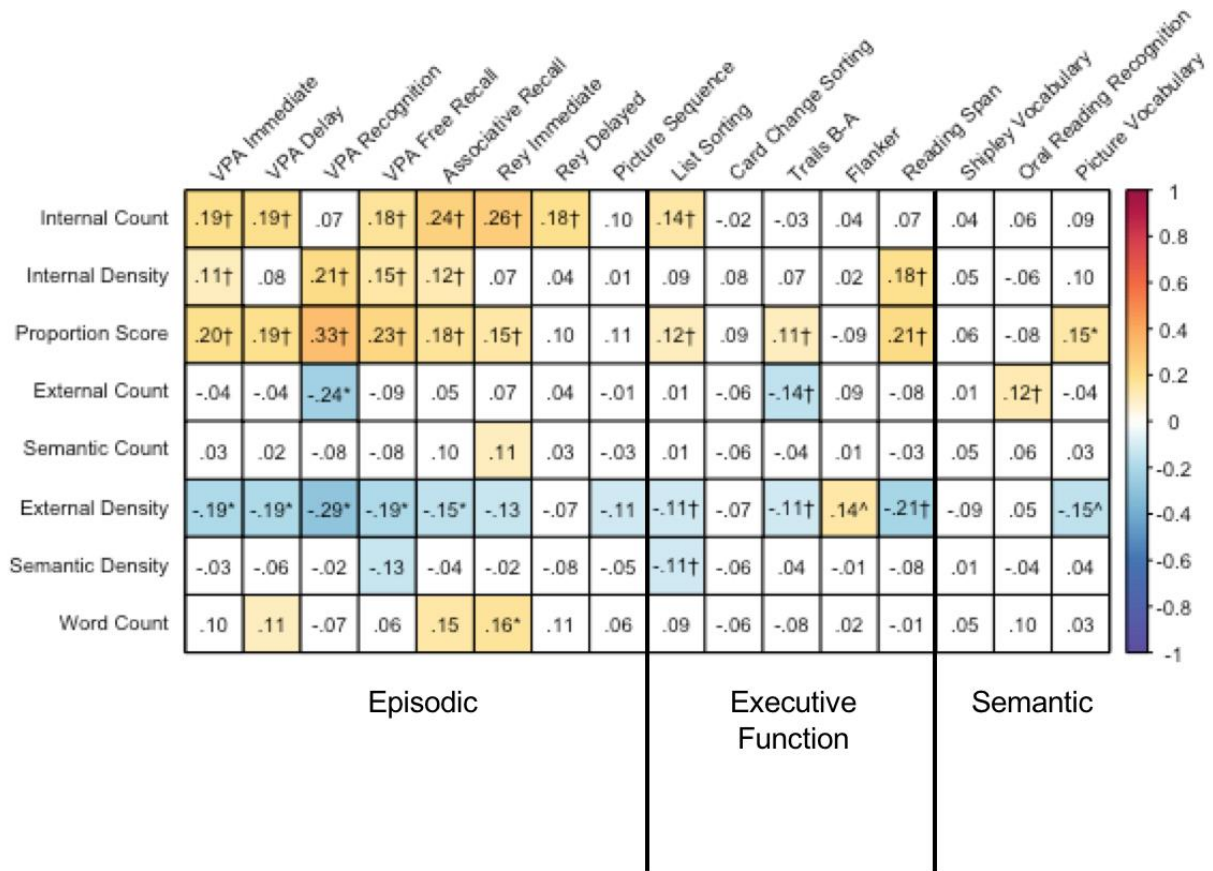 VPA Immediate
VPA Delay
VPA Recognition
VPA Free Recall
Associative Recall
Rey Immediate
Rey Delayed
Picture Sequence
List Sorting
Card Change Sorting
Trails B-A
Flanker
Reading Span
Shipley Vocabulary
Oral Reading Recognition
Picture Vocabulary
Internal Count .19† .19† .07 .18† .24† .26† .18† .10 .14† -.02 -.03 .04 .07 .04 .06 .09
Internal Density .11† .08 .21† .15† .12† .07 .04 .01 .09 .08 .07 .02 .18† .05 -.06 .10
Proportion Score .20† .19† .33† .23† .18† .15† .10 .11 .12† .09 .11† -.09 .21† .06 -.08 .15*
External Count -.04 -.04 -.24* -.09 .05 .07 .04 -.01 .01 -.06 -.14† .09 -.08 .01 .12† -.04
Semantic Count .03 .02 -.08 -.08 .10 .11 .03 -.03 .01 -.06 -.04 .01 -.03 .05 .06 .03
External Density -.19* -.19* -.29* -.19* -.15* -.13 -.07 -.11 -.11† -.07 -.11† .14^ -.21† -.09 .05 -.15^
Semantic Density -.03 -.06 -.02 -.13 -.04 -.02 -.08 -.05 -.11† -.06 .04 -.01 -.08 .01 -.04 .04
Word Count .10 .11 -.07 .06 .15 .16* .11 .06 .09 -.06 -.08 .02 -.01 .05 .10 .03
1
0.8
0.6
0.4
0.2
0
-0.2
-0.4
-0.6
-0.8
-1
Episodic
Executive
Function
Semantic